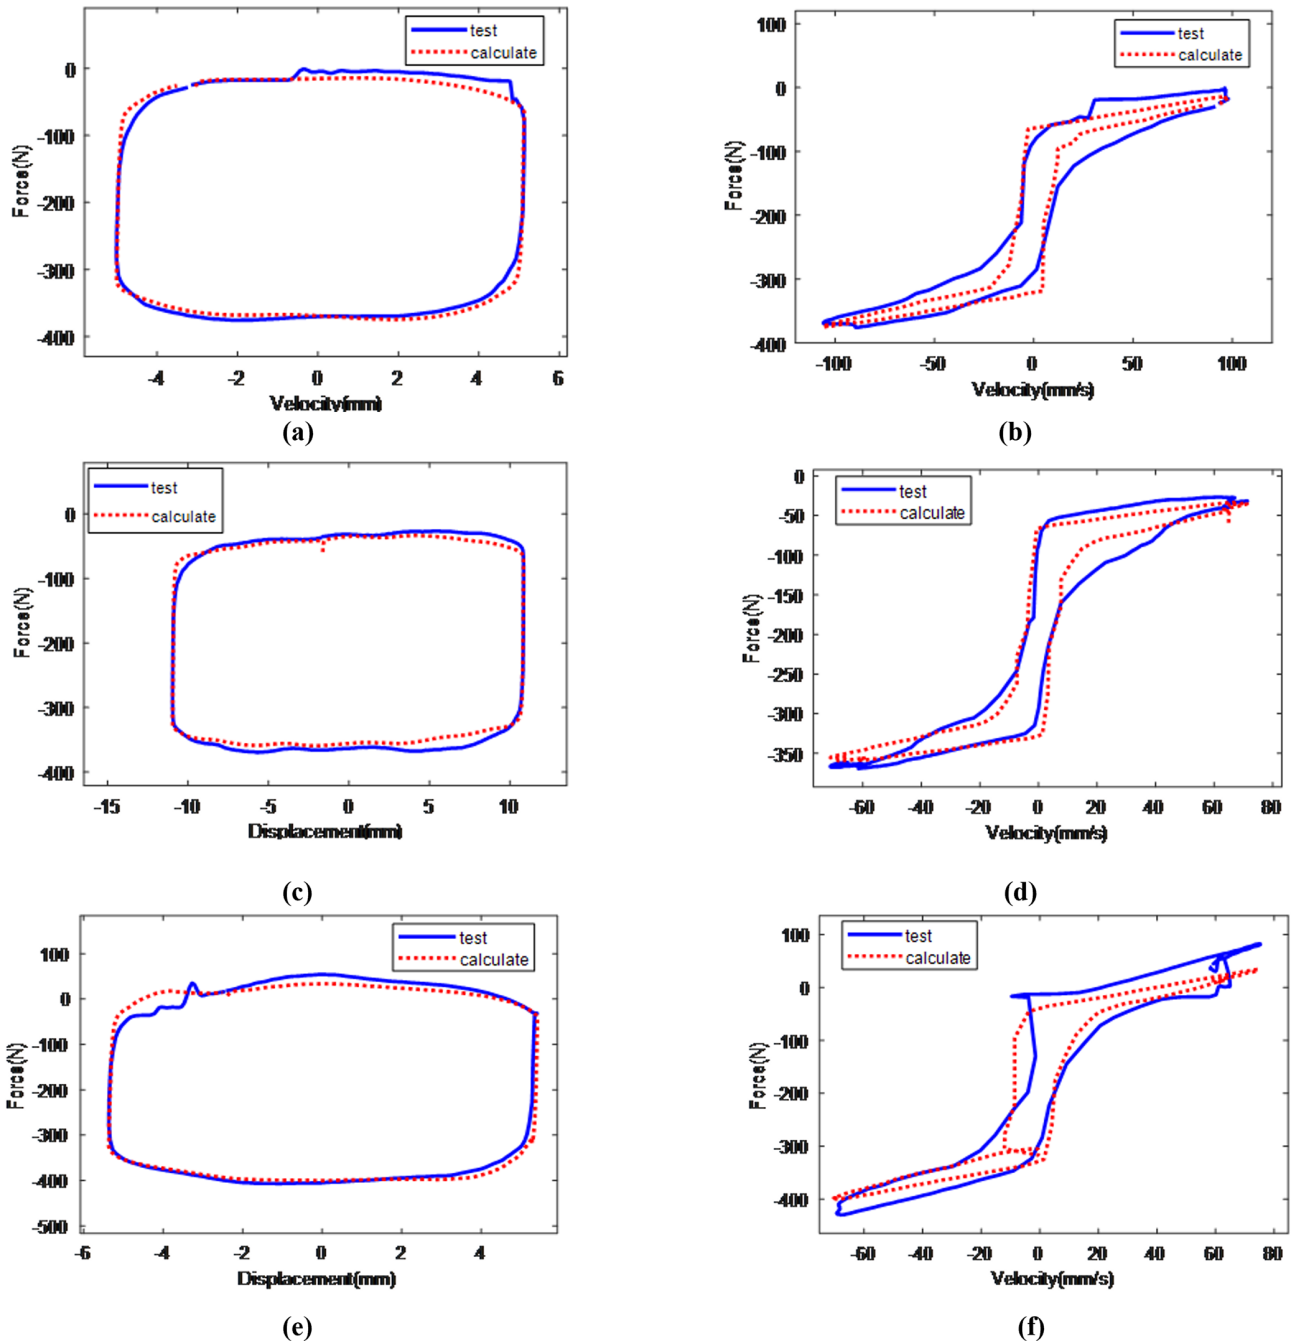 test
calculate
0
-100
-200
-300
-400
Force(N)
-4
-2
0
2
4
6
Velocity(mm)
(a)
test
calculate
100
0
-100
-200
-300
-400
Force(N)
-100
-50
0
50
100
Velocity(mm/s)
(b)
test
calculate
0
-100
-200
-300
-400
Force(N)
-15
-10
-5
0
5
10
Displacement(mm)
(c)
test
calculate
0
-50
-100
-150
-200
-250
-300
-350
Force(N)
-60
-40
-20
0
20
40
60
80
Velocity(mm/s)
(d)
test
calculate
100
0
-100
-200
-300
-400
-500
Force(N)
-6
-4
-2
0
2
4
Displacement(mm)
(e)
test
calculate
100
0
-100
-200
-300
-400
Force(N)
-60
-40
-20
0
20
40
60
80
Velocity(mm/s)
(f)